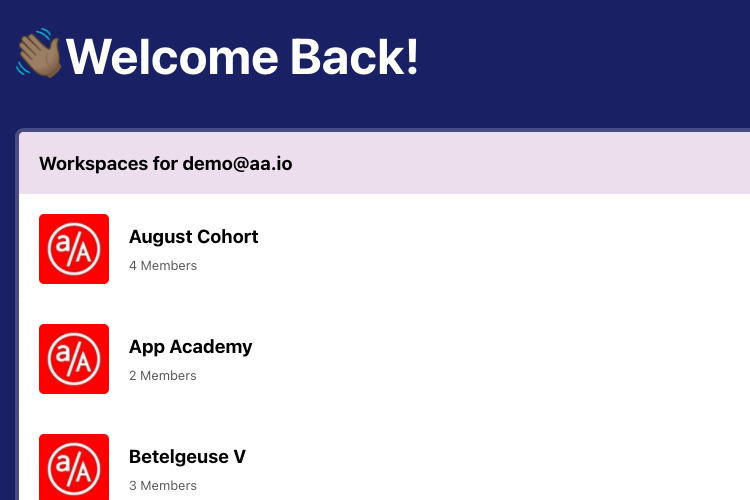 👋🏽Welcome Back!
Workspaces for demo@aa.io
a/A
August Cohort
4 Members
a/A
App Academy
2 Members
a/A
Betelgeuse V
3 Members